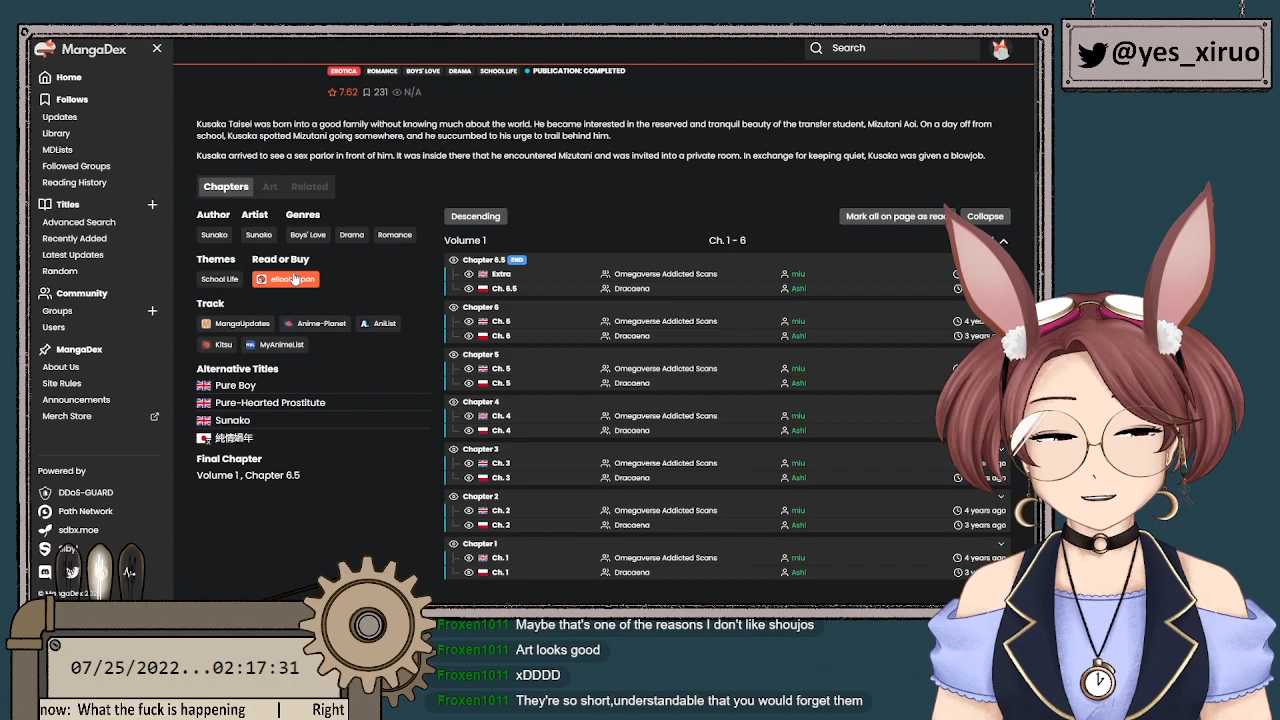 MangaDex
Search
@yes_xiruo
Home
Follows
Updates
Library
MDLists
Followed Groups
Reading History
Titles
Advanced Search
Recently Added
Latest Updates
Random
Community
Groups
Users
MangaDex
About Us
Site Rules
Announcements
Merch Store
Powered by
DDoS-GUARD
Path Network
sdbx.moe
EROTICA ROMANCE BOYS' LOVE DRAMA SCHOOL LIFE PUBLICATION: COMPLETED
7.62 231 N/A
Kusaka Taisei was born into a good family without knowing much about the world. He became interested in the reserved and tranquil beauty of the transfer student, Mizutani Aoi. On a day off from
school, Kusaka spotted Mizutani going somewhere, and he succumbed to his urge to trail behind him.
Kusaka arrived to see a sex parlor in front of him. It was inside there that he encountered Mizutani and was invited into a private room. In exchange for keeping quiet, Kusaka was given a blowjob.
Chapters Art Related
Author Artist Genres
Sunako Sunako Boys' Love Drama Romance
Themes Read or Buy
School Life
Track
MangaUpdates Anime-Planet AniList
Kitsu MyAnimeList
Alternative Titles
Pure Boy
Pure-Hearted Prostitute
Sunako
純情娼年
Final Chapter
Volume 1 , Chapter 6.5
Descending Mark all on page as read Collapse
Volume 1 Ch. 1 - 6
Chapter 6.5 END
Extra Omegaverse Addicted Scans miu
Ch. 6.5 Dracaena Ashi
Chapter 6
Ch. 6 Omegaverse Addicted Scans miu 4 ye
Ch. 6 Dracaena Ashi 3 year
Chapter 5
Ch. 5 Omegaverse Addicted Scans miu
Ch. 5 Dracaena Ashi
Chapter 4
Ch. 4 Omegaverse Addicted Scans miu
Ch. 4 Dracaena Ashi
Chapter 3
Ch. 3 Omegaverse Addicted Scans miu
Ch. 3 Dracaena Ashi ago
Chapter 2
Ch. 2 Omegaverse Addicted Scans miu 4 years ago
Ch. 2 Dracaena Ashi 3 years ago
Chapter 1
Ch. 1 Omegaverse Addicted Scans miu 4 years ago
Ch. 1 Dracaena Ashi 3
07/25/2022...02:17:31
now: What the fuck is happening | Right
Froxen1011 Maybe that's one of the reasons I don't like shoujos
Froxen1011 Art looks good
Froxen1011 xDDDD
Froxen1011 They're so short,understandable that you would forget them